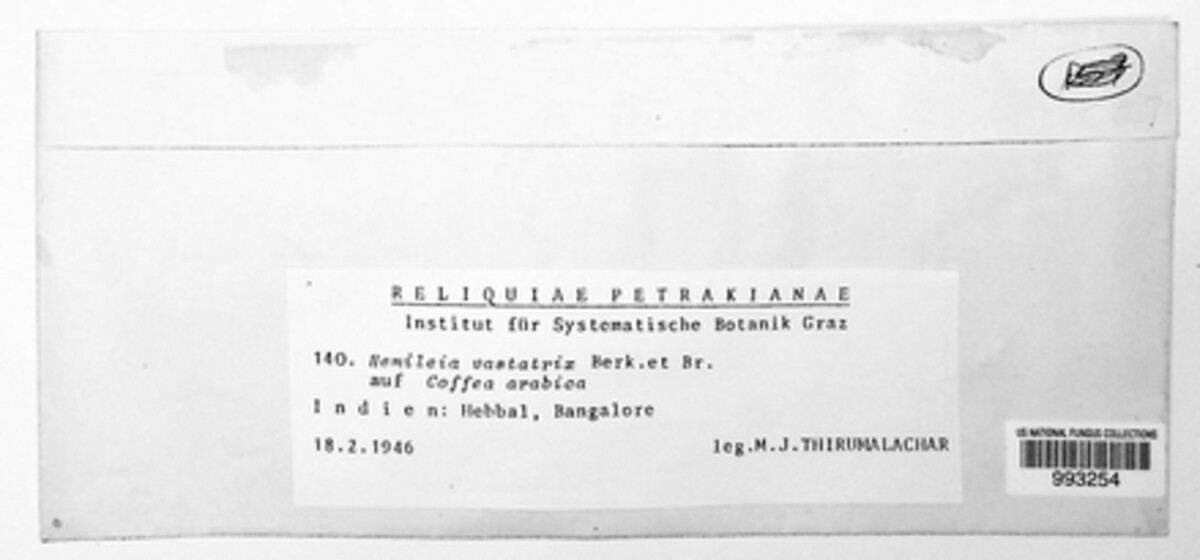 RELIQUIAE PETRAKIANAE
Institut für Systematische Botanik Graz
140. Hemileia vastatrix Berk.et Br.
auf Coffea arabica
Indien: Hebbal, Bangalore
18.2.1946 leg.M.J.THIRUMALACHAR
US NATIONAL FUNGUS COLLECTIONS
993254